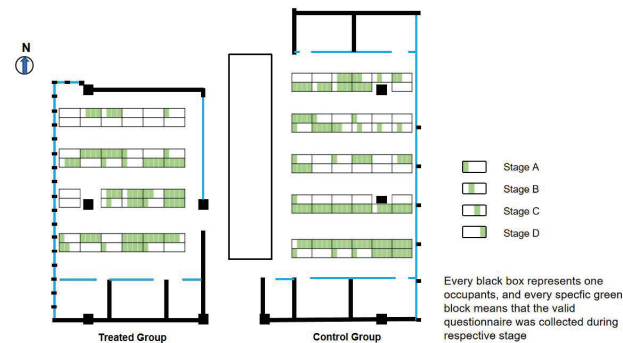 N
Stage A
Stage B
Stage C
Stage D
Every black box represents one
occupants, and every specfic green
block means that the valid
questionnaire was collected during
respective stage
Treated Group
Control Group